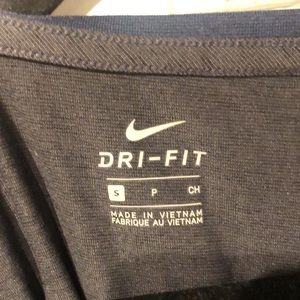 DRI-FIT
S P CH
MADE IN VIETNAM
FABRIQUE AU VIETNAM